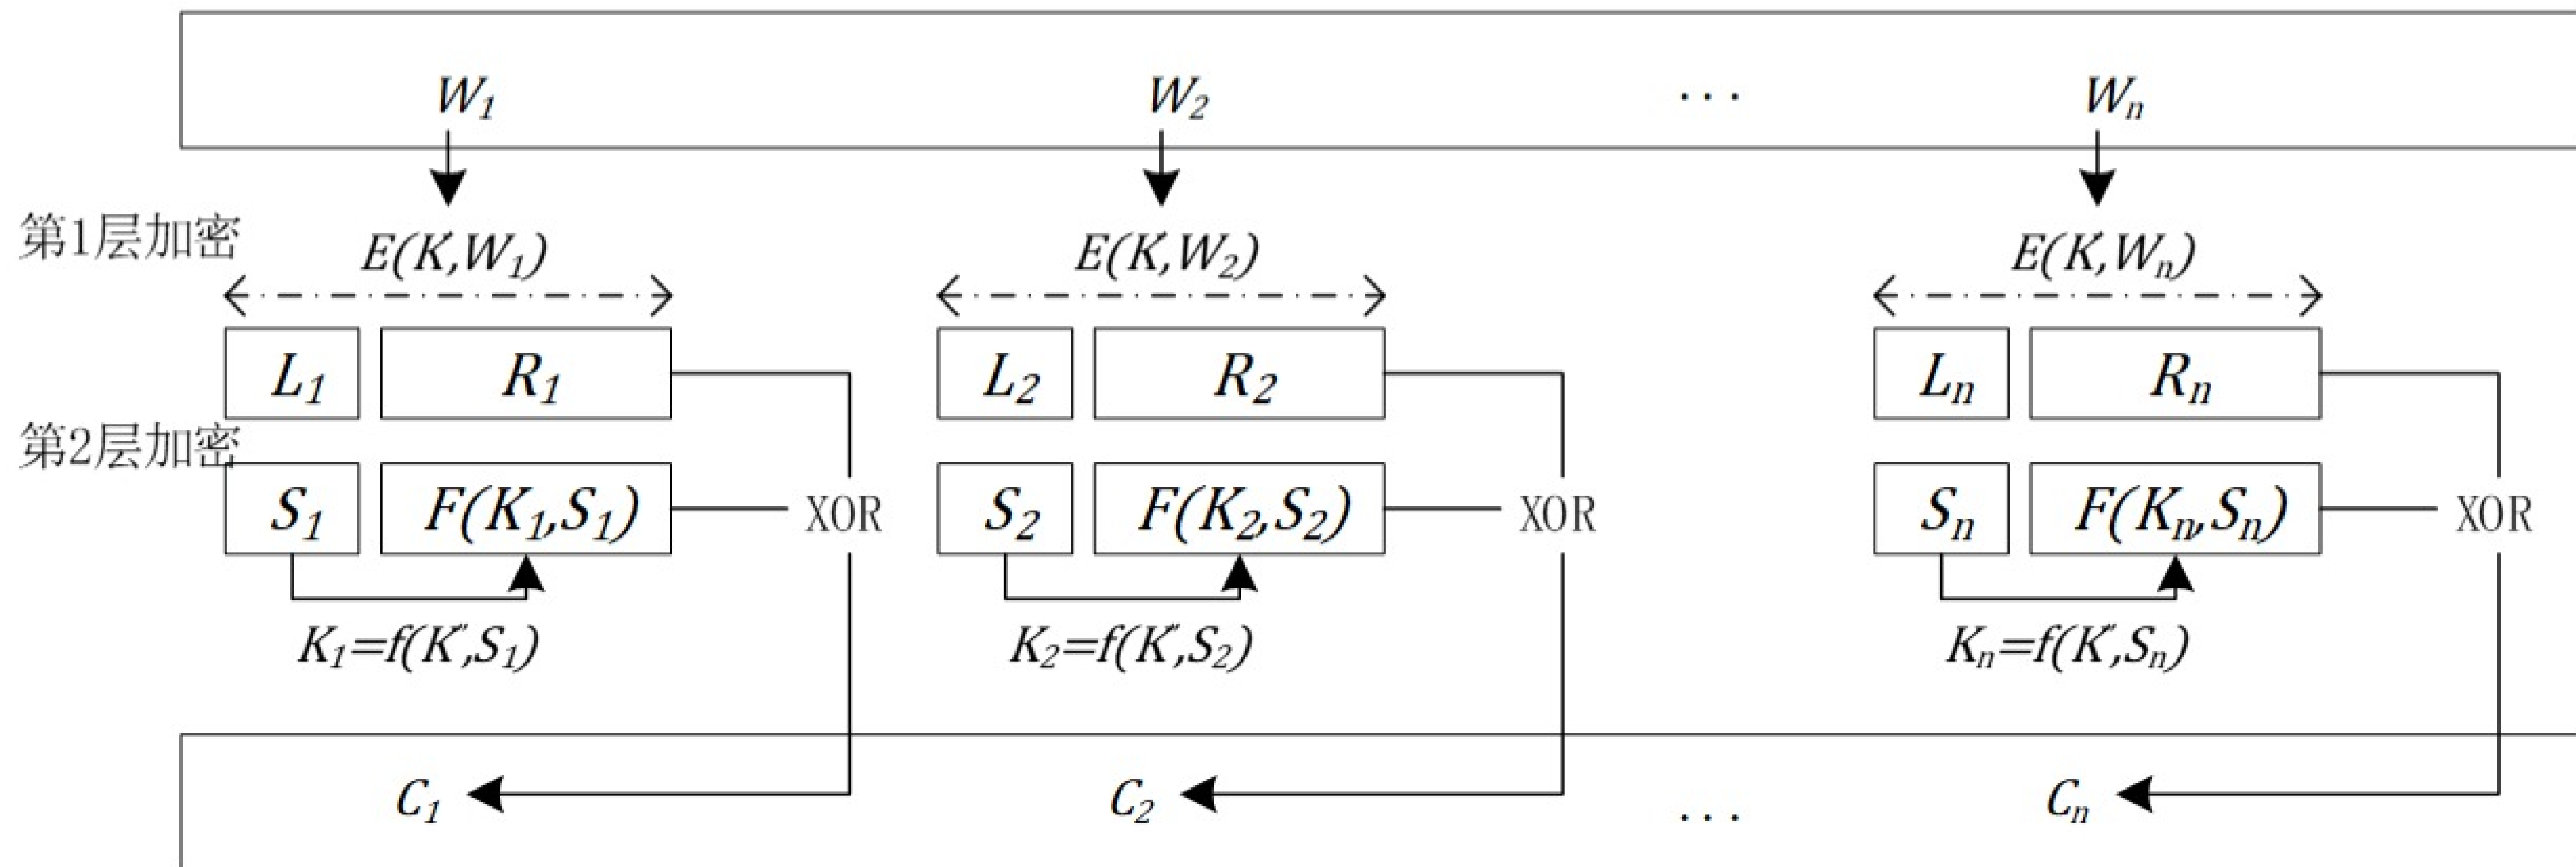 W₁ W₂ ... Wₙ
第1层加密
E(K,W₁) E(K,W₂) E(K,Wₙ)
L₁ R₁ L₂ R₂ Lₙ Rₙ
第2层加密
S₁ F(K₁,S₁) XOR S₂ F(K₂,S₂) XOR Sₙ F(Kₙ,Sₙ) XOR
K₁=f(K",S₁) K₂=f(K",S₂) Kₙ=f(K",Sₙ)
C₁ C₂ ... Cₙ